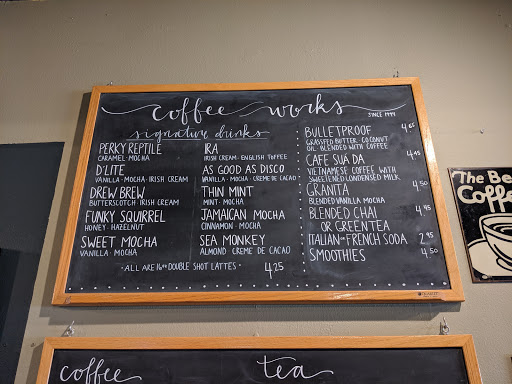 coffee works
SINCE 1999
signature drinks
PERKY REPTILE
CARAMEL · MOCHA
D'LITE
VANILLA · MOCHA · IRISH CREAM
DREW BREW
BUTTERSCOTCH · IRISH CREAM
FUNKY SQUIRREL
HONEY · HAZELNUT
SWEET MOCHA
VANILLA · MOCHA
IRA
IRISH CREAM · ENGLISH TOFFEE
AS GOOD AS DISCO
VANILLA · MOCHA · CREME DE CACAO
THIN MINT
MINT · MOCHA
JAMAICAN MOCHA
CINNAMON · MOCHA
SEA MONKEY
ALMOND · CREME DE CACAO
· ALL ARE 16oz DOUBLE SHOT LATTES · 4.25
BULLETPROOF 4.65
GRASSFED BUTTER · COCONUT
OIL · BLENDED WITH COFFEE
CAFE SUA DA 4.45
VIETNAMESE COFFEE WITH
SWEETENED CONDENSED MILK
GRANITA 4.50
BLENDED VANILLA MOCHA
BLENDED CHAI 4.95
OR GREEN TEA
ITALIAN or FRENCH SODA 2.95
SMOOTHIES 4.50
The Be
Coffe
coffee tea